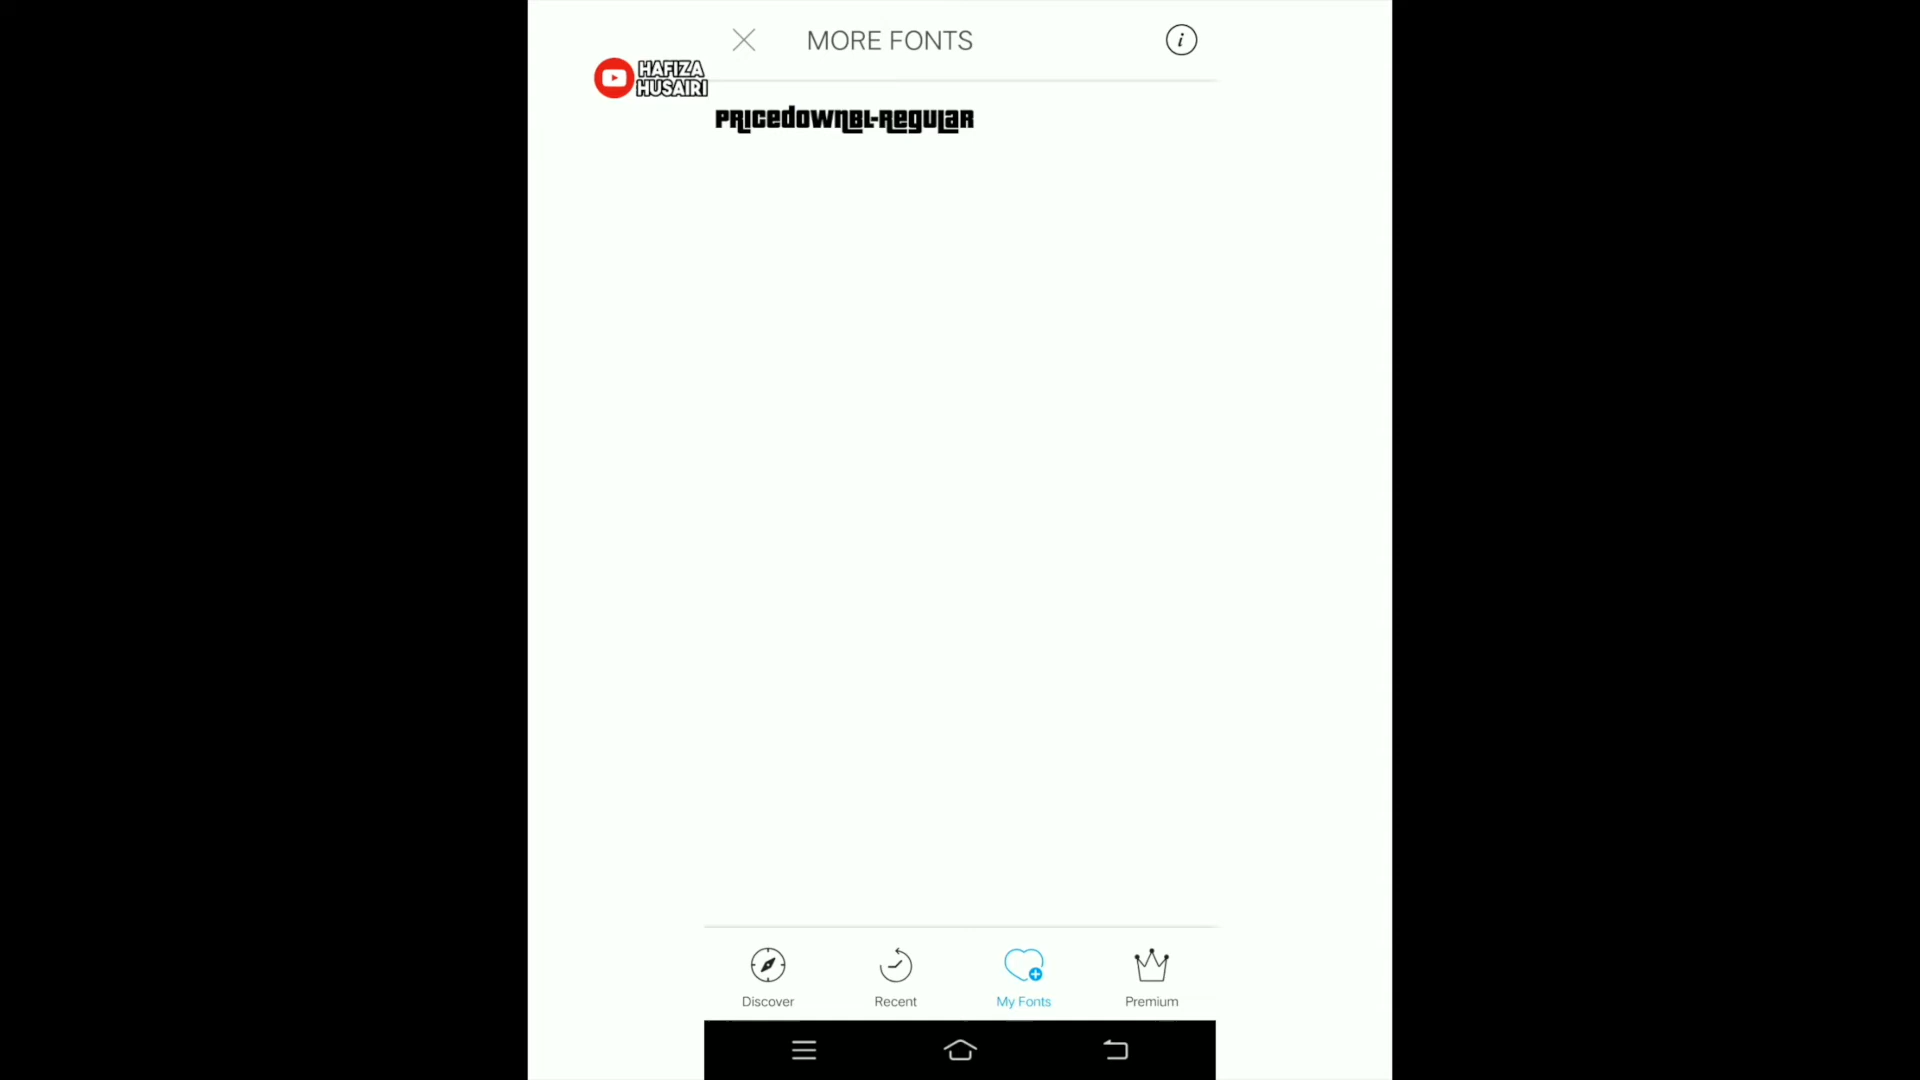 MORE FONTS
HAFIZA
HUSAIRI
PRICEDOWNBL-REGULAR
Discover
Recent
My Fonts
Premium